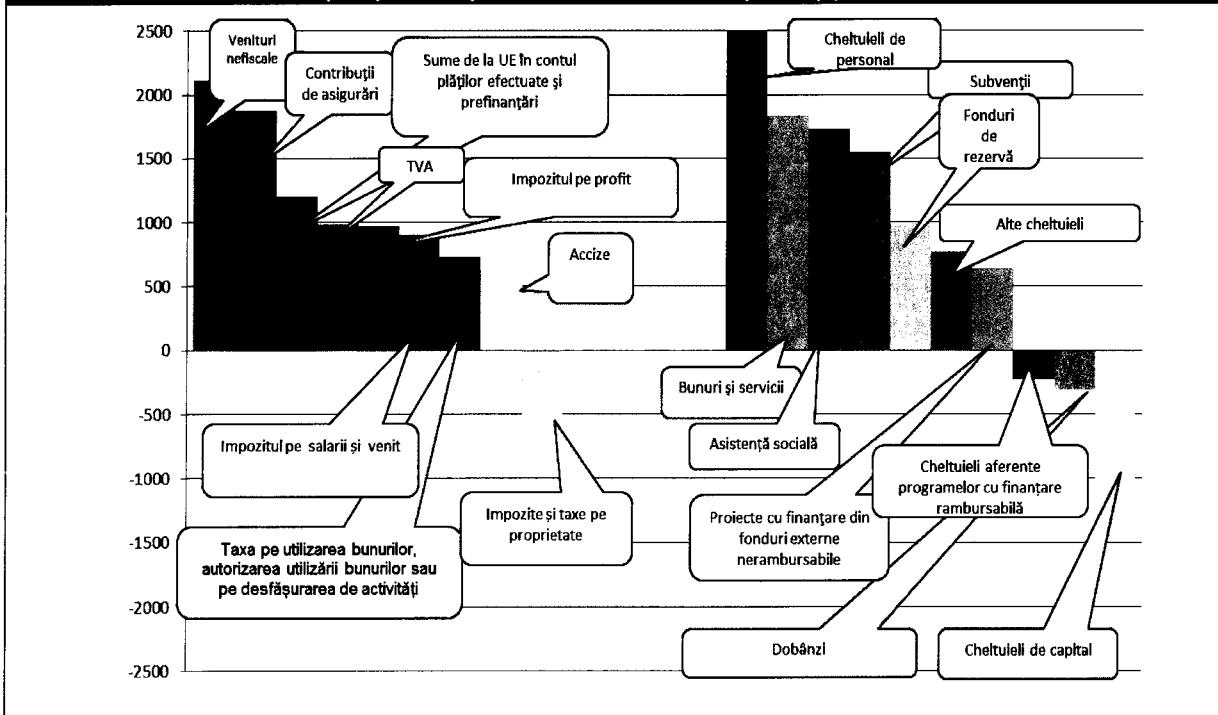 2500
2000
1500
1000
500
0
-500
-1000
-1500
-2000
-2500
Venituri
nefiscale
Contribuții
de asigurări
Sume de la UE în contul
plăților efectuate și
prefinanțări
TVA
Impozitul pe profit
Accize
Impozitul pe salarii și venit
Taxa pe utilizarea bunurilor,
autorizarea utilizării bunurilor sau
pe desfășurarea de activități
Impozite și taxe pe
proprietate
Cheltuieli de
personal
Subvenții
Fonduri
de
rezervă
Alte cheltuieli
Bunuri și servicii
Asistență socială
Proiecte cu finanțare din
fonduri externe
nerambursabile
Cheltuieli aferente
programelor cu finanțare
rambursabilă
Dobânzi
Cheltuieli de capital